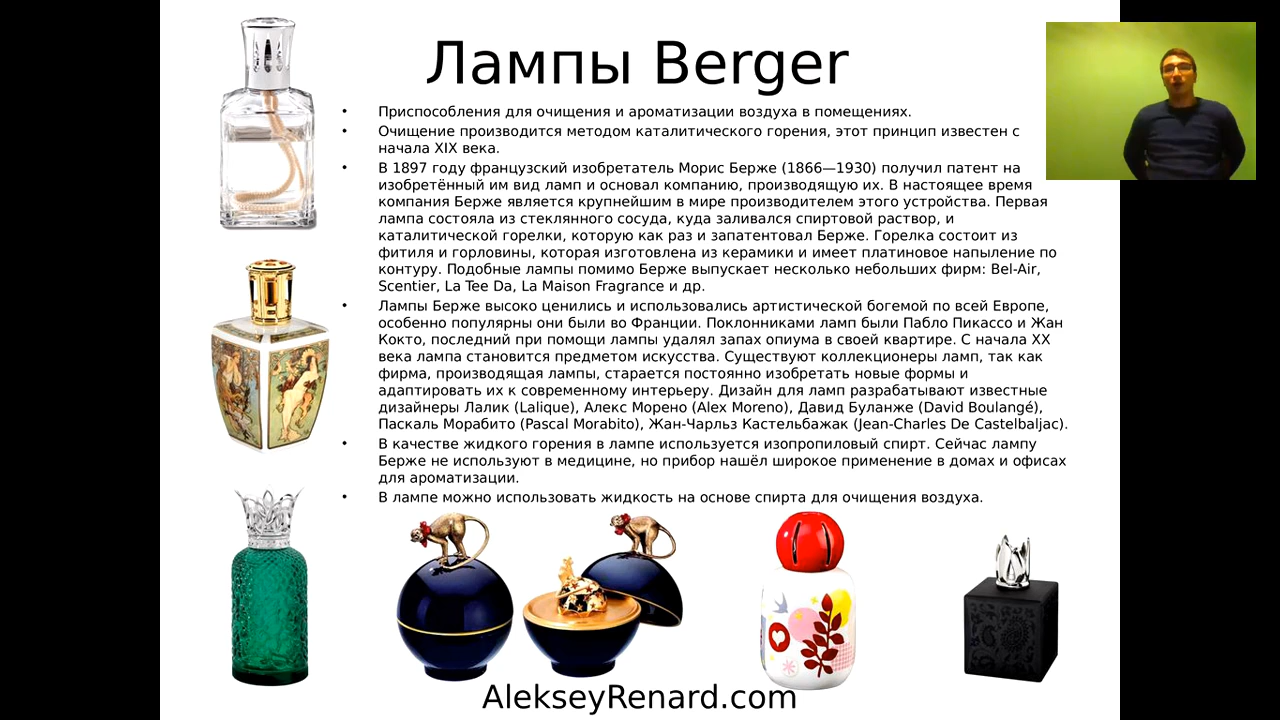 Лампы Berger
• Приспособления для очищения и ароматизации воздуха в помещениях.
• Очищение производится методом каталитического горения, этот принцип известен с
начала XIX века.
• В 1897 году французский изобретатель Морис Берже (1866—1930) получил патент на
изобретённый им вид ламп и основал компанию, производящую их. В настоящее время
компания Берже является крупнейшим в мире производителем этого устройства. Первая
лампа состояла из стеклянного сосуда, куда заливался спиртовой раствор, и
каталитической горелки, которую как раз и запатентовал Берже. Горелка состоит из
фитиля и горловины, которая изготовлена из керамики и имеет платиновое напыление по
контуру. Подобные лампы помимо Берже выпускает несколько небольших фирм: Bel-Air,
Scentier, La Tee Da, La Maison Fragrance и др.
• Лампы Берже высоко ценились и использовались артистической богемой по всей Европе,
особенно популярны они были во Франции. Поклонниками ламп были Пабло Пикассо и Жан
Кокто, последний при помощи лампы удалял запах опиума в своей квартире. С начала XX
века лампа становится предметом искусства. Существуют коллекционеры ламп, так как
фирма, производящая лампы, старается постоянно изобретать новые формы и
адаптировать их к современному интерьеру. Дизайн для ламп разрабатывают известные
дизайнеры Лалик (Lalique), Алекс Морено (Alex Moreno), Давид Буланже (David Boulangé),
Паскаль Морабито (Pascal Morabito), Жан-Чарльз Кастельбажак (Jean-Charles De Castelbaljac).
• В качестве жидкого горения в лампе используется изопропиловый спирт. Сейчас лампу
Берже не используют в медицине, но прибор нашёл широкое применение в домах и офисах
для ароматизации.
• В лампе можно использовать жидкость на основе спирта для очищения воздуха.
AlekseyRenard.com